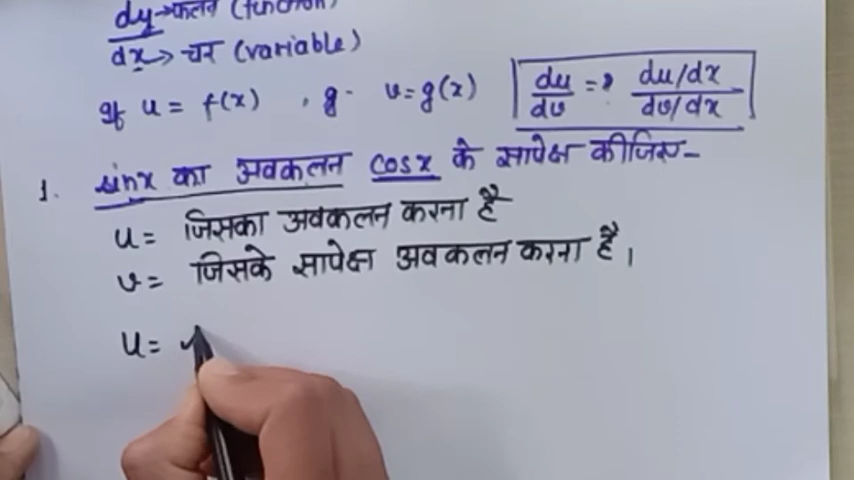 dy→फलन (function)
dx→ चर (variable)
if u = f(x) , g v=g(x) du/dv = du/dx / dv/dx
1. sinx का अवकलन cosx के सापेक्ष कीजिए-
u= जिसका अवकलन करना है
v= जिसके सापेक्ष अवकलन करना है।
u=